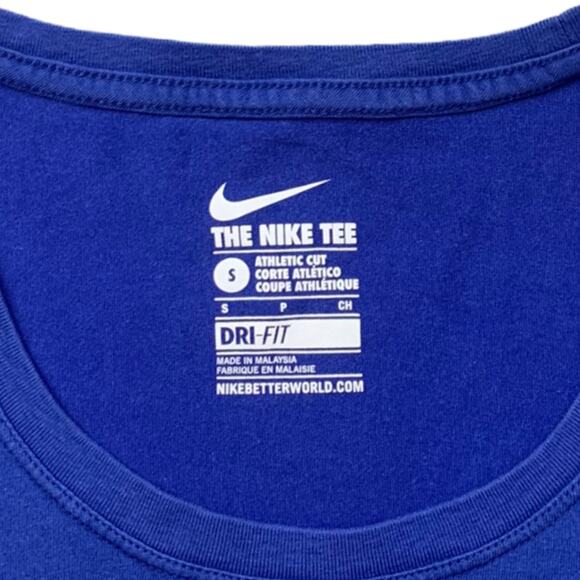 THE NIKE TEE
S
ATHLETIC CUT
CORTE ATLÉTICO
COUPE ATHLÉTIQUE
S P CH
DRI-FIT
MADE IN MALAYSIA
FABRIQUE EN MALAISIE
NIKEBETTERWORLD.COM